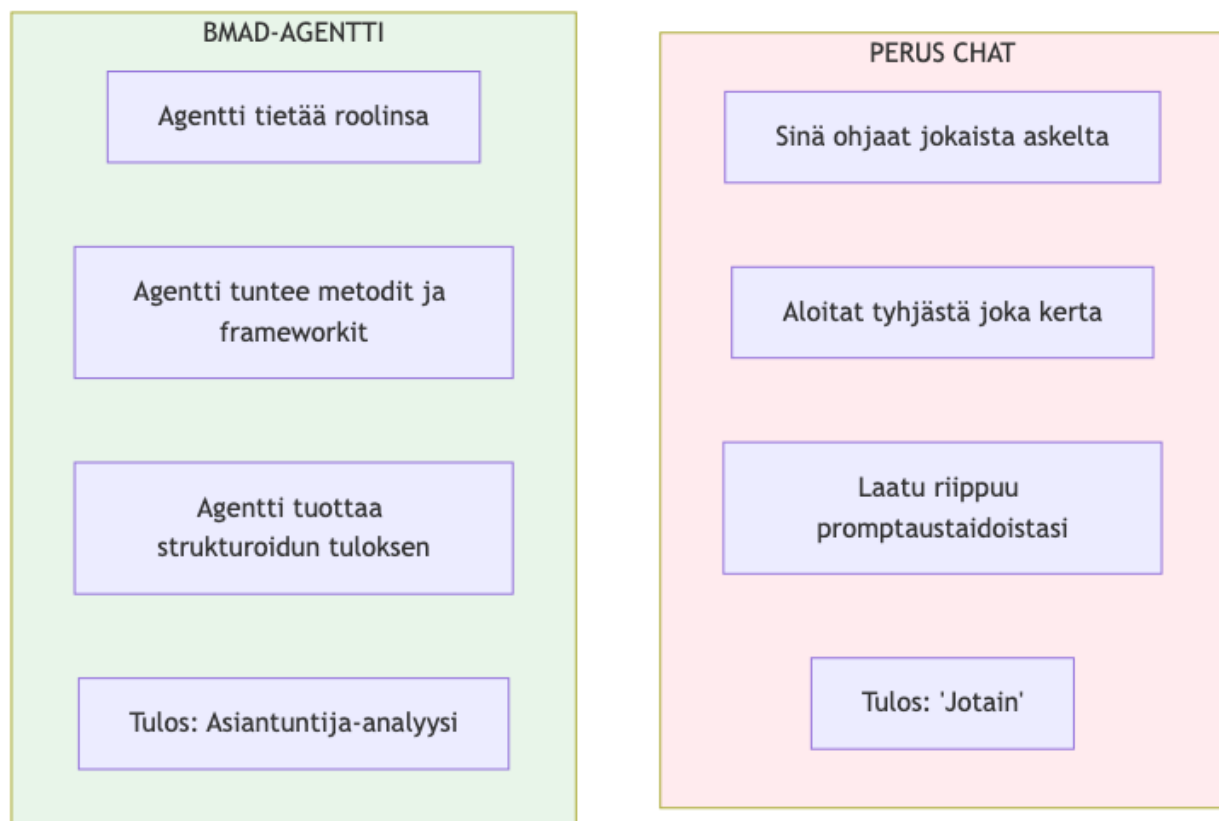 BMAD-AGENTTI
Agentti tietää roolinsa
Agentti tuntee metodit ja
frameworkit
Agentti tuottaa
strukturoidun tuloksen
Tulos: Asiantuntija-analyysi
PERUS CHAT
Sinä ohjaat jokaista askelta
Aloitat tyhjästä joka kerta
Laatu riippuu
promptaustaidoistasi
Tulos: 'Jotain'